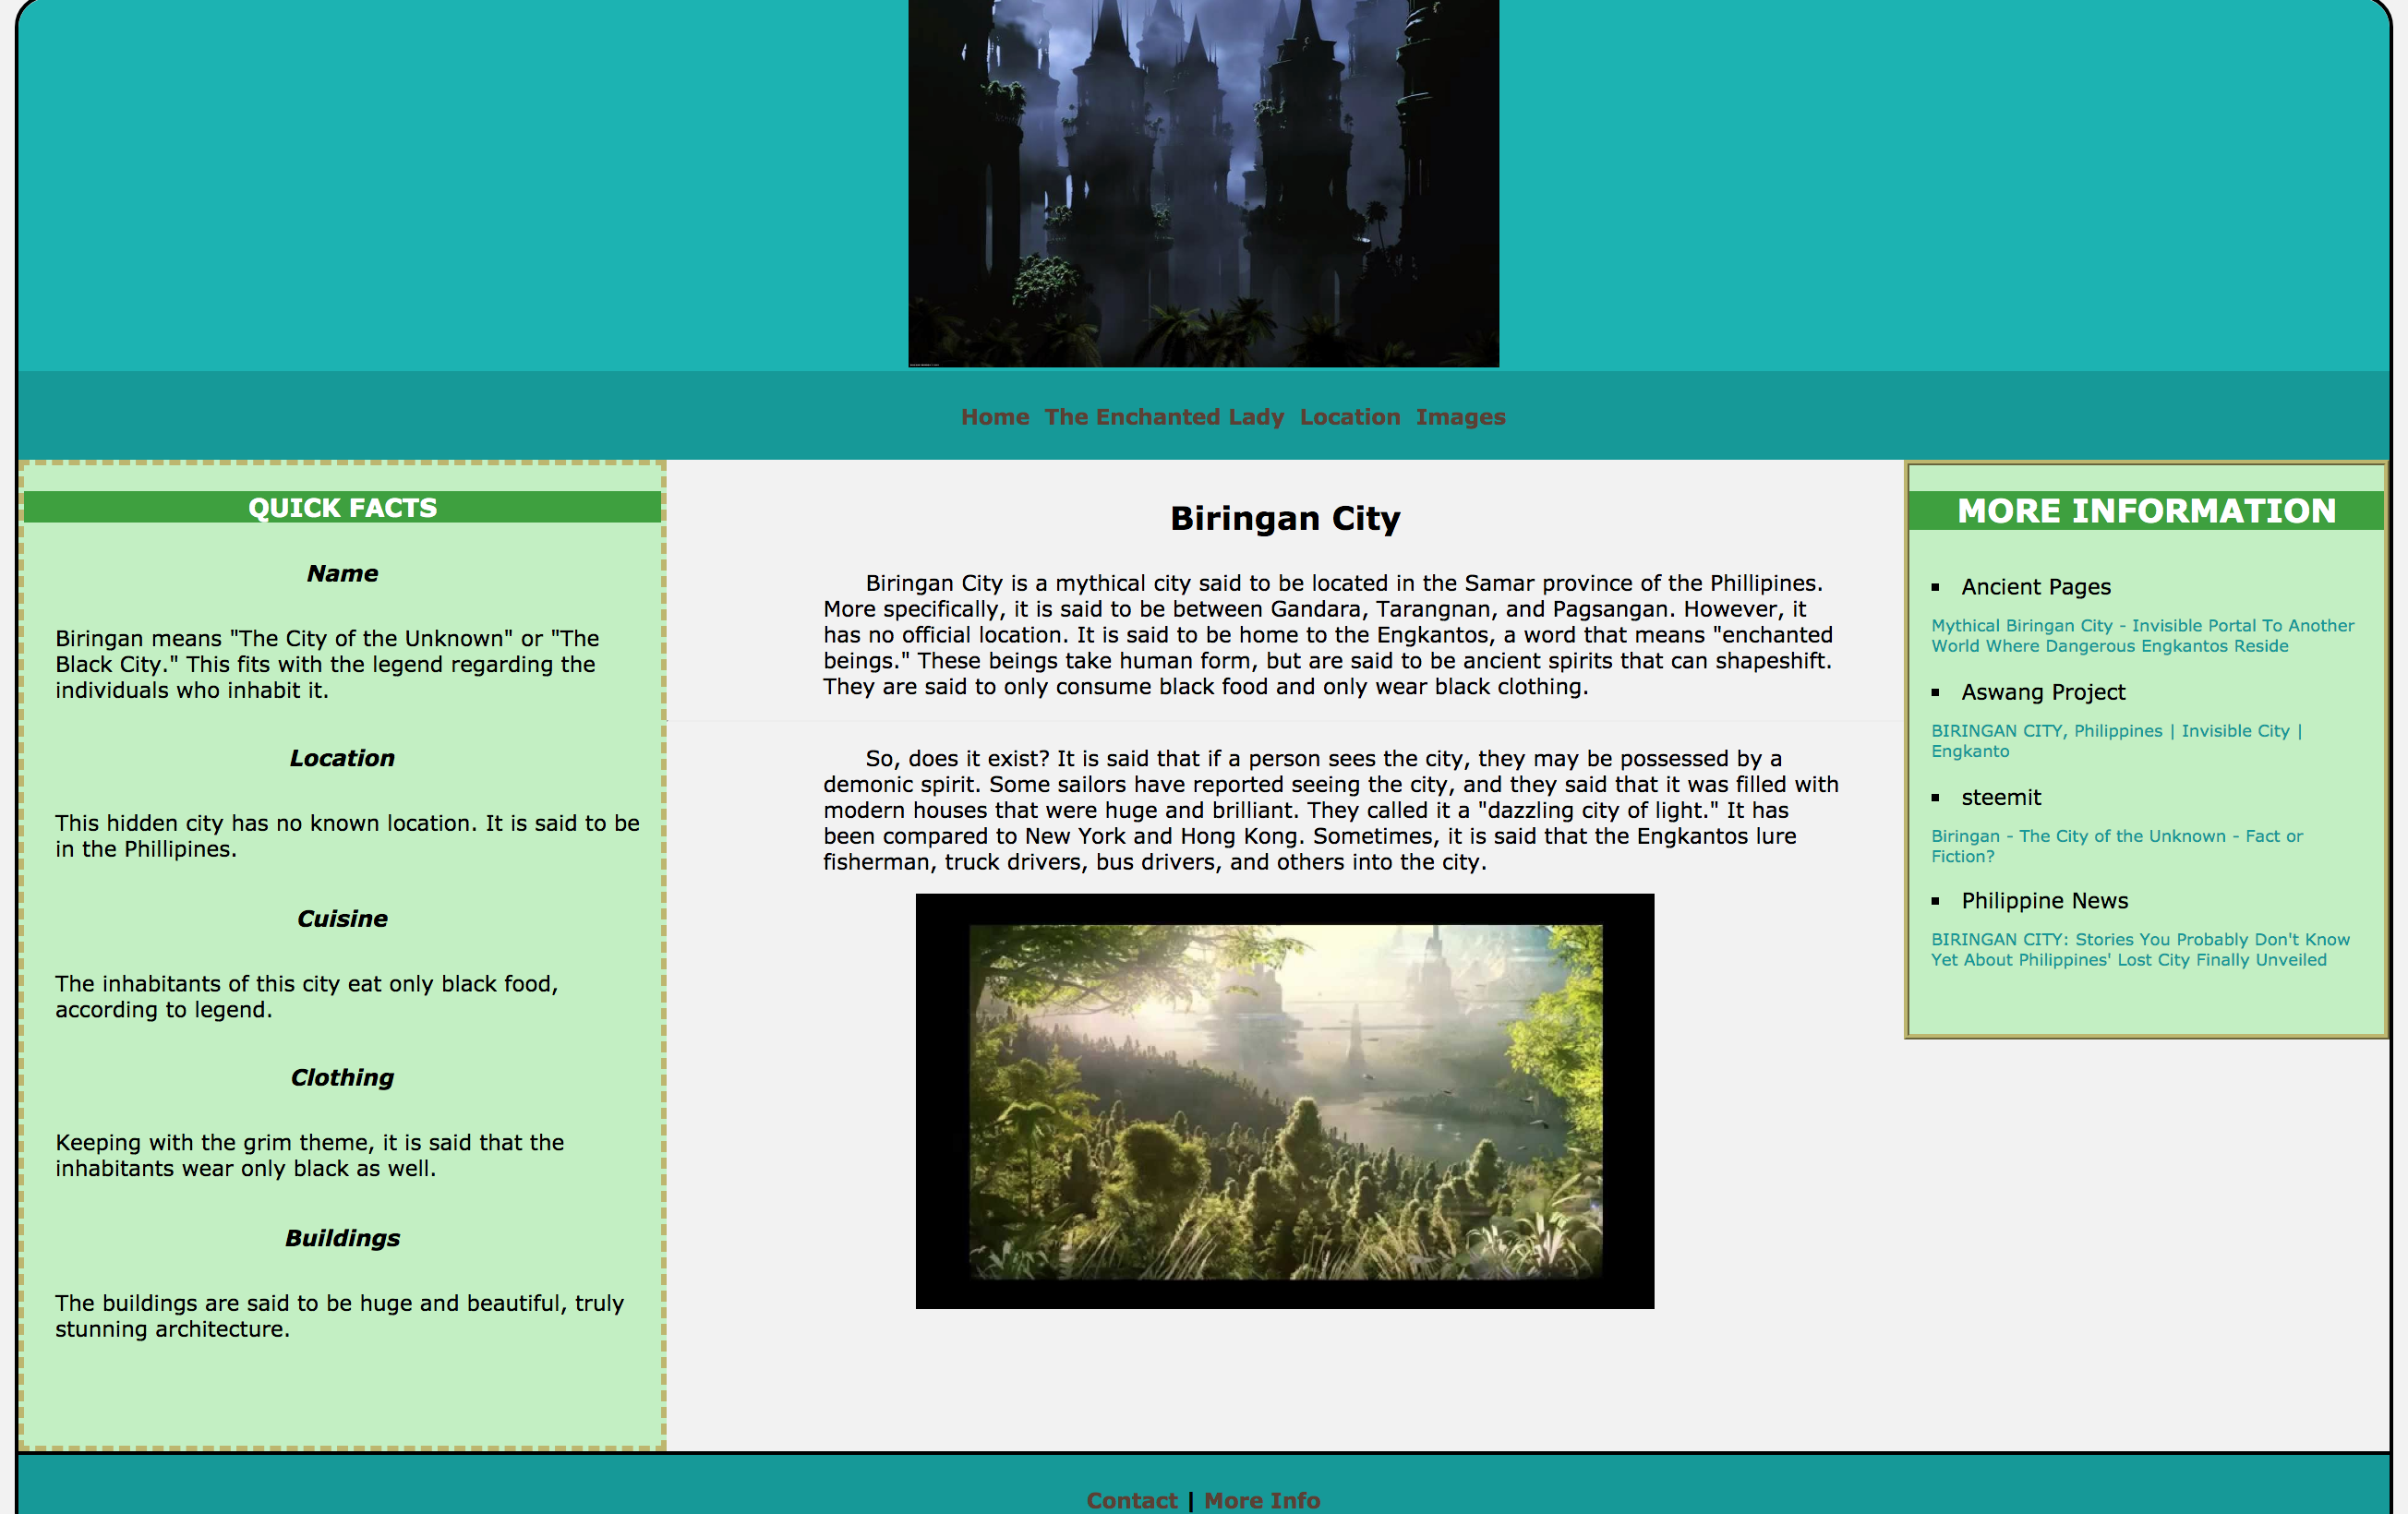 Home The Enchanted Lady Location Images
QUICK FACTS
Name
Biringan means "The City of the Unknown" or "The
Black City." This fits with the legend regarding the
individuals who inhabit it.
Location
This hidden city has no known location. It is said to be
in the Phillipines.
Cuisine
The inhabitants of this city eat only black food,
according to legend.
Clothing
Keeping with the grim theme, it is said that the
inhabitants wear only black as well.
Buildings
The buildings are said to be huge and beautiful, truly
stunning architecture.
Biringan City
Biringan City is a mythical city said to be located in the Samar province of the Phillipines.
More specifically, it is said to be between Gandara, Tarangnan, and Pagsangan. However, it
has no official location. It is said to be home to the Engkantos, a word that means "enchanted
beings." These beings take human form, but are said to be ancient spirits that can shapeshift.
They are said to only consume black food and only wear black clothing.
So, does it exist? It is said that if a person sees the city, they may be possessed by a
demonic spirit. Some sailors have reported seeing the city, and they said that it was filled with
modern houses that were huge and brilliant. They called it a "dazzling city of light." It has
been compared to New York and Hong Kong. Sometimes, it is said that the Engkantos lure
fisherman, truck drivers, bus drivers, and others into the city.
MORE INFORMATION
▪ Ancient Pages
Mythical Biringan City - Invisible Portal To Another
World Where Dangerous Engkantos Reside
▪ Aswang Project
BIRINGAN CITY, Philippines | Invisible City |
Engkanto
▪ steemit
Biringan - The City of the Unknown - Fact or
Fiction?
▪ Philippine News
BIRINGAN CITY: Stories You Probably Don't Know
Yet About Philippines' Lost City Finally Unveiled
Contact | More Info